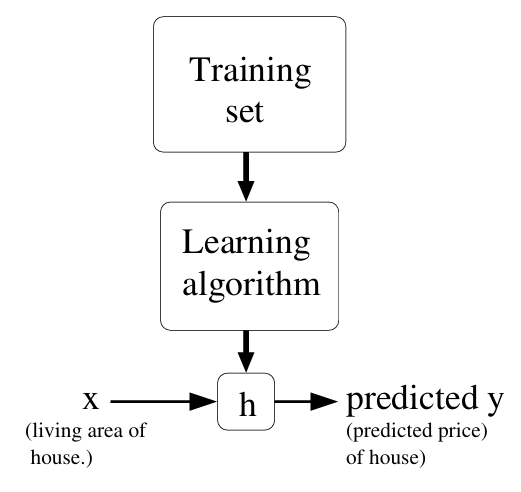 Training
set
Learning
algorithm
x
h
predicted y
(living area of
house.)
(predicted price)
of house)